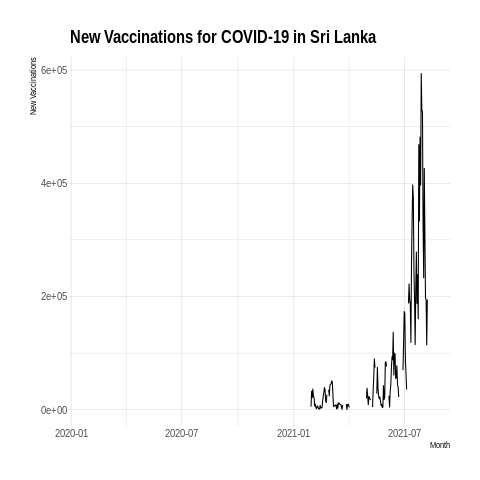 New Vaccinations for COVID-19 in Sri Lanka
New Vaccinations
6e+05
4e+05
2e+05
0e+00
2020-01 2020-07 2021-01 2021-07
Month